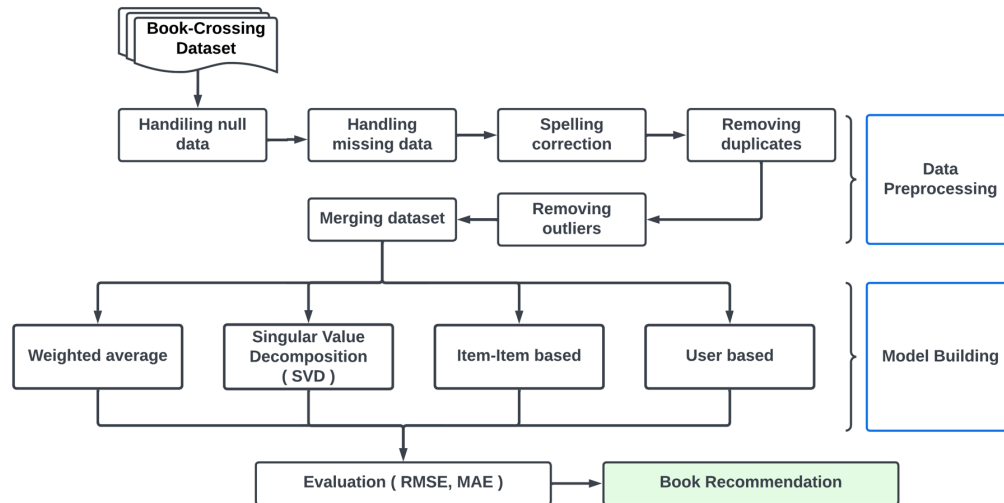 Book-Crossing
Dataset
Handiling null
data
Handling
missing data
Spelling
correction
Removing
duplicates
Data
Preprocessing
Merging dataset
Removing
outliers
Weighted average
Singular Value
Decomposition
( SVD )
Item-Item based
User based
Model Building
Evaluation ( RMSE, MAE )
Book Recommendation